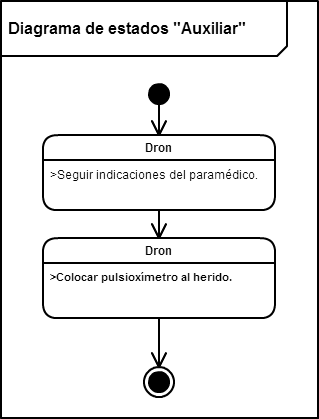 Diagrama de estados "Auxiliar"
Dron
>Seguir indicaciones del paramédico.
Dron
>Colocar pulsioxímetro al herido.